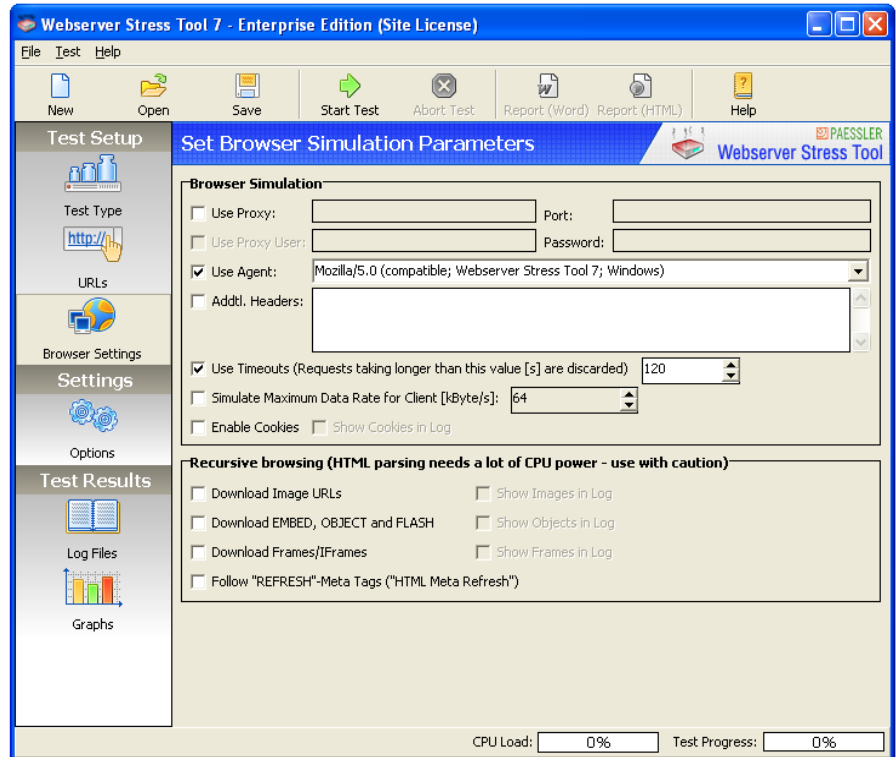 Webserver Stress Tool 7 - Enterprise Edition (Site License)
File Test Help
New Open Save Start Test Abort Test Report (Word) Report (HTML) Help
Test Setup
Test Type
http://
URLs
Browser Settings
Settings
Options
Test Results
Log Files
Graphs
Set Browser Simulation Parameters
PAESSLER
Webserver Stress Tool
Browser Simulation
Use Proxy: Port:
Use Proxy User: Password:
Use Agent: Mozilla/5.0 (compatible; Webserver Stress Tool 7; Windows)
Addtl. Headers:
Use Timeouts (Requests taking longer than this value [s] are discarded) 120
Simulate Maximum Data Rate for Client [kByte/s]: 64
Enable Cookies Show Cookies in Log
Recursive browsing (HTML parsing needs a lot of CPU power - use with caution)
Download Image URLs Show Images in Log
Download EMBED, OBJECT and FLASH Show Objects in Log
Download Frames/IFrames Show Frames in Log
Follow "REFRESH"-Meta Tags ("HTML Meta Refresh")
CPU Load: 0% Test Progress: 0%